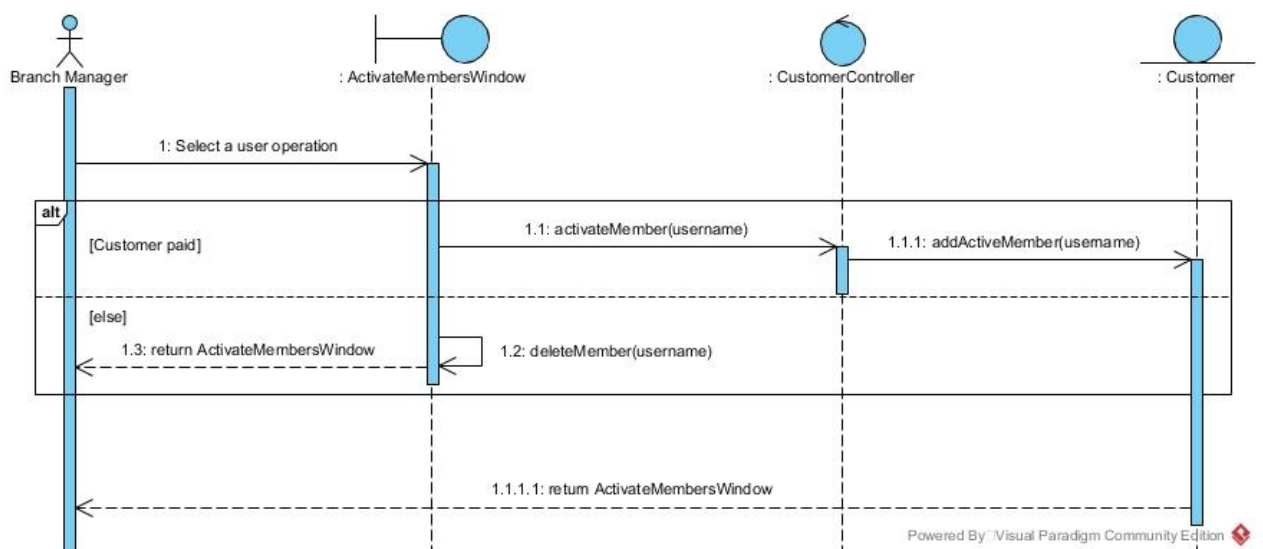 Branch Manager
: ActivateMembersWindow
: CustomerController
: Customer
1: Select a user operation
alt
[Customer paid]
1.1: activateMember(username)
1.1.1: addActiveMember(username)
[else]
1.3: return ActivateMembersWindow
1.2: deleteMember(username)
1.1.1.1: return ActivateMembersWindow
Powered By Visual Paradigm Community Edition